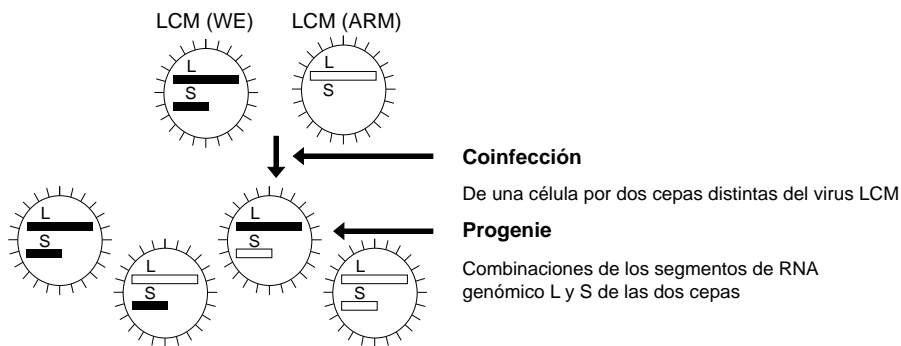 LCM (WE) LCM (ARM)
L
S
L
S
Coinfección
De una célula por dos cepas distintas del virus LCM
Progenie
Combinaciones de los segmentos de RNA
genómico L y S de las dos cepas
L
S
L
S
L
S
L
S